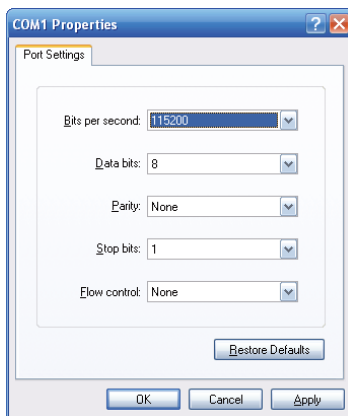 COM1 Properties
Port Settings
Bits per second: 115200
Data bits: 8
Parity: None
Stop bits: 1
Flow control: None
Restore Defaults
OK Cancel Apply